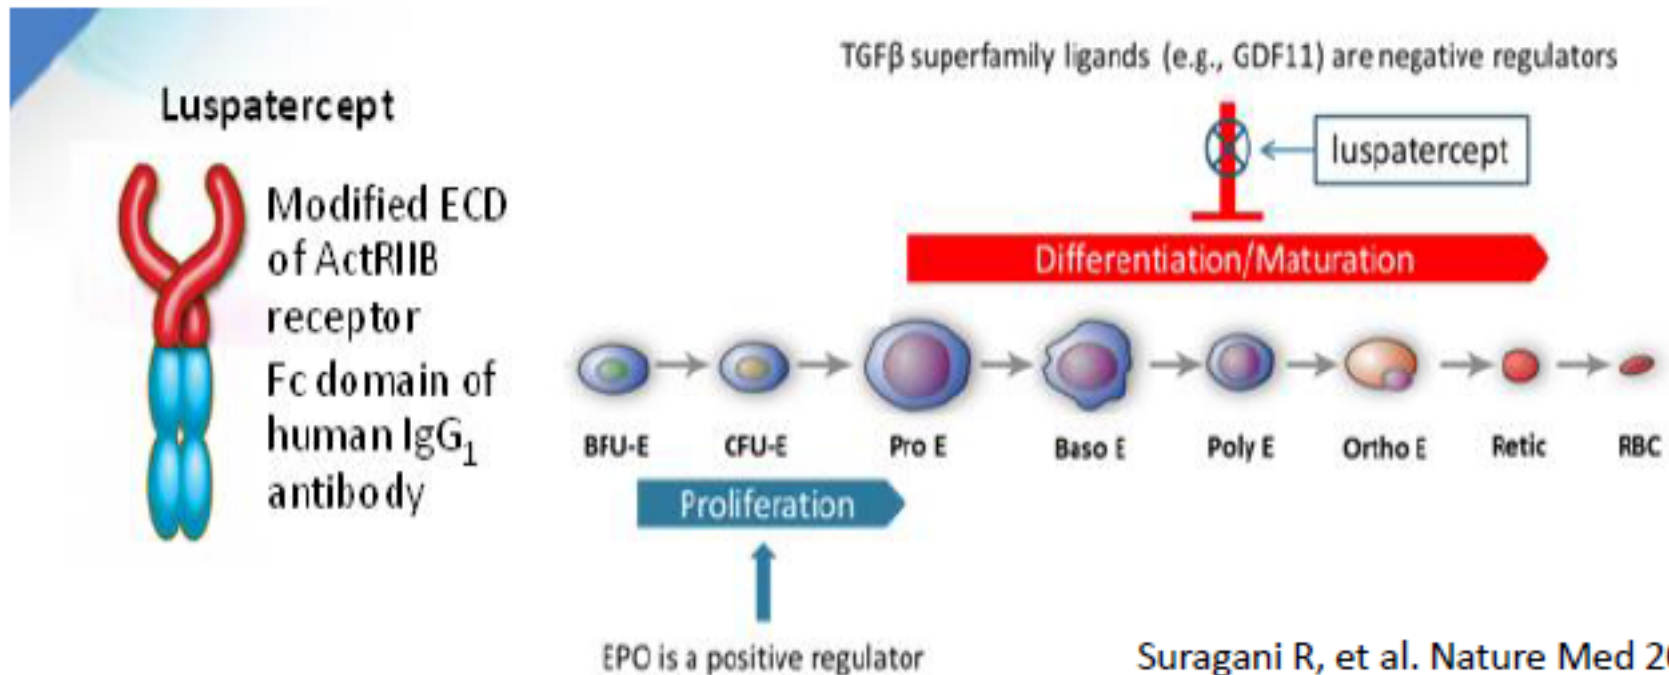 Luspatercept
Modified ECD
of ActRIIB
receptor
Fc domain of
human IgG1
antibody
TGFβ superfamily ligands (e.g., GDF11) are negative regulators
luspatercept
Differentiation/Maturation
BFU-E CFU-E Pro E Baso E Poly E Ortho E Retic RBC
Proliferation
EPO is a positive regulator
Suragani R, et al. Nature Med